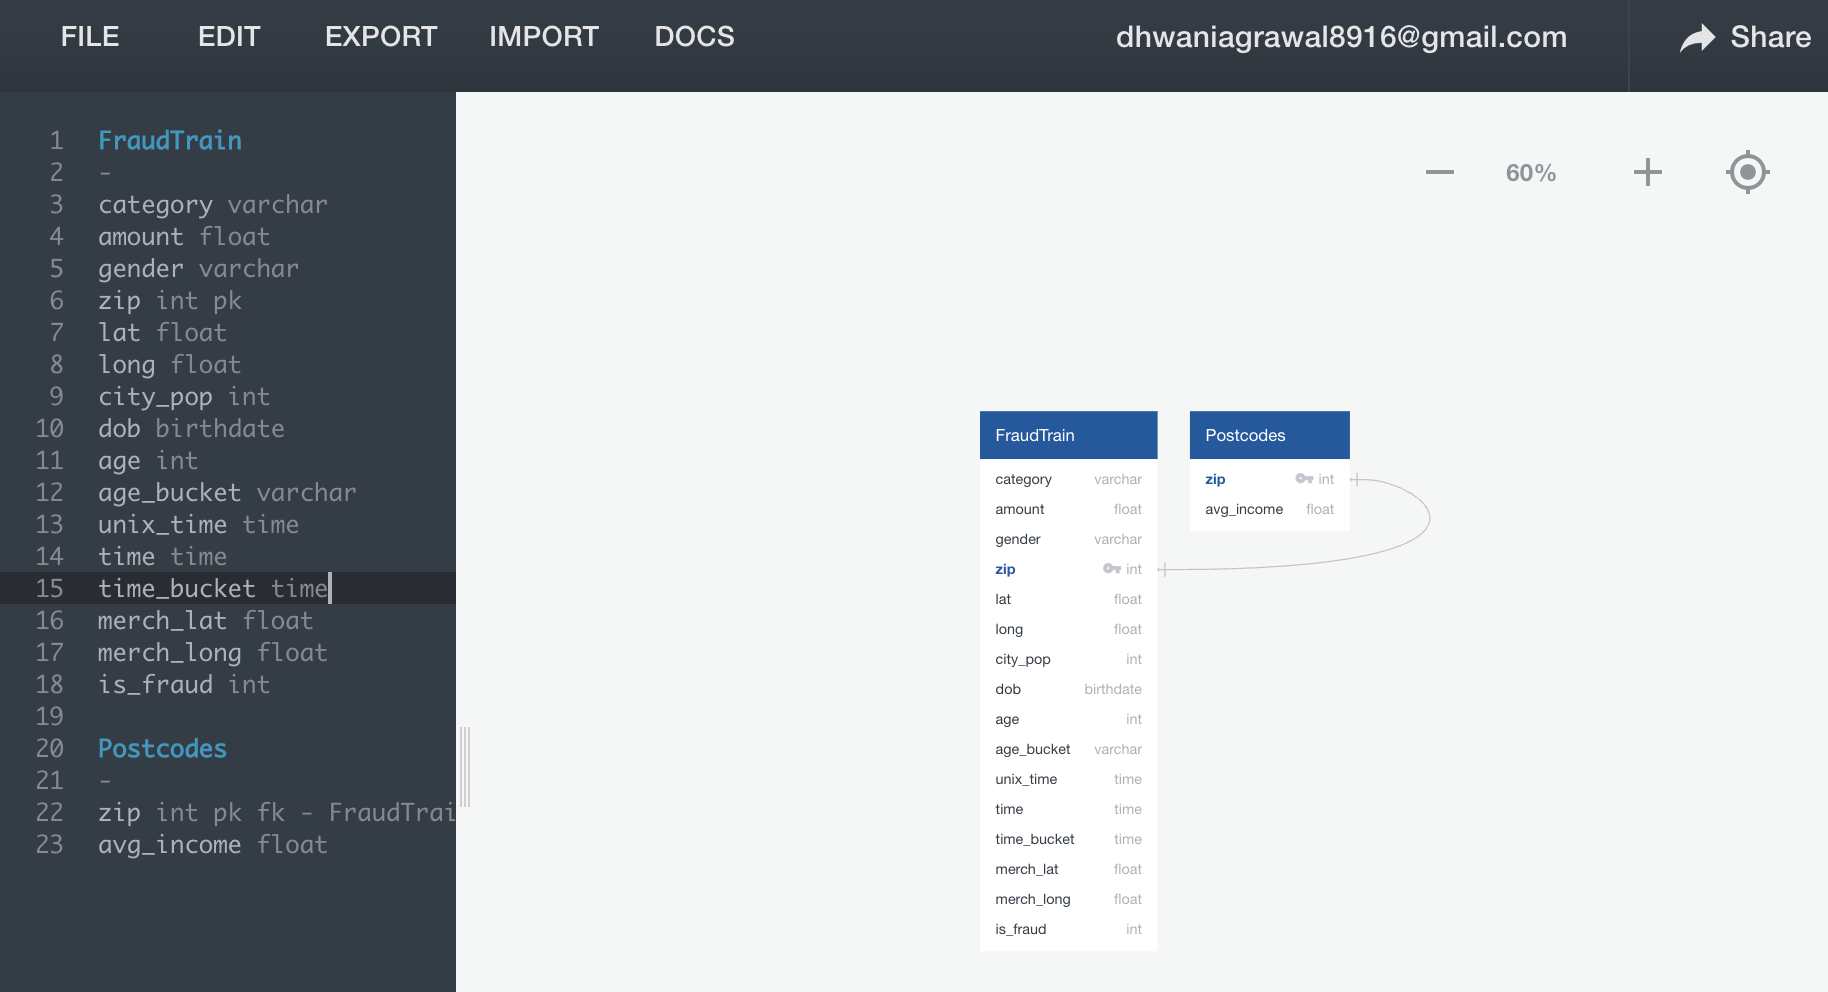 FILE EDIT EXPORT IMPORT DOCS dhwaniagrawal8916@gmail.com Share
1 FraudTrain
2 -
3 category varchar
4 amount float
5 gender varchar
6 zip int pk
7 lat float
8 long float
9 city_pop int
10 dob birthdate
11 age int
12 age_bucket varchar
13 unix_time time
14 time time
15 time_bucket time
16 merch_lat float
17 merch_long float
18 is_fraud int
19
20 Postcodes
21 -
22 zip int pk fk - FraudTrai
23 avg_income float
60%
FraudTrain
category varchar
amount float
gender varchar
zip int
lat float
long float
city_pop int
dob birthdate
age int
age_bucket varchar
unix_time time
time time
time_bucket time
merch_lat float
merch_long float
is_fraud int
Postcodes
zip int
avg_income float